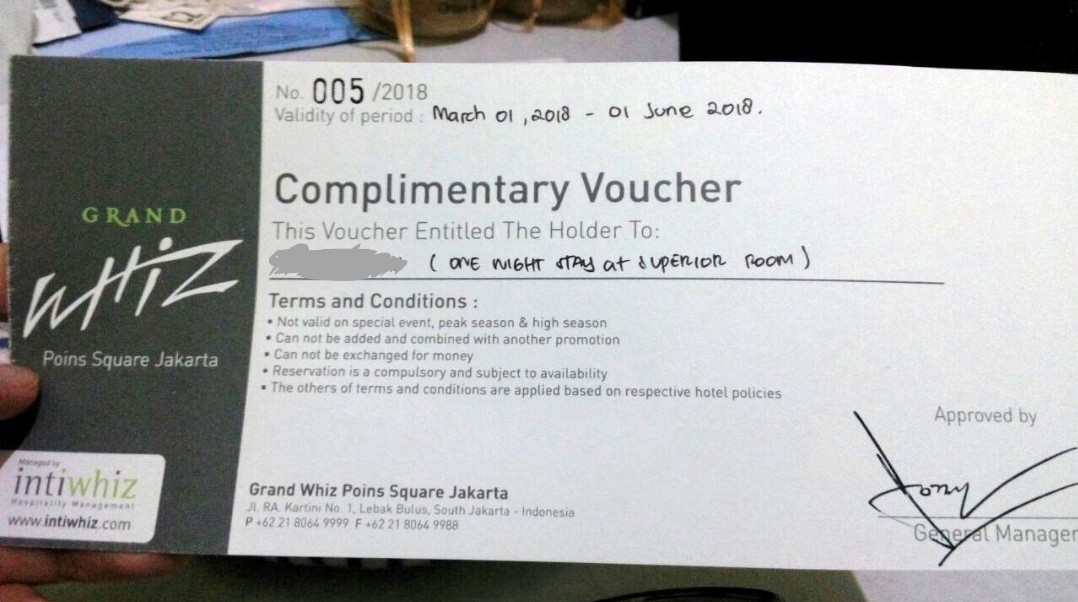 No. 005 /2018
Validity of period : March 01, 2018 - 01 June 2018.
GRAND
WHIZ
Poins Square Jakarta
Complimentary Voucher
This Voucher Entitled The Holder To:
( ONE NIGHT STAY at SUPERIOR ROOM )
Terms and Conditions :
• Not valid on special event, peak season & high season
• Can not be added and combined with another promotion
• Can not be exchanged for money
• Reservation is a compulsory and subject to availability
• The others of terms and conditions are applied based on respective hotel policies
Approved by
General Manager
Managed by
intiwhiz
Hospitality Management
www.intiwhiz.com
Grand Whiz Poins Square Jakarta
Jl. RA. Kartini No. 1, Lebak Bulus, South Jakarta - Indonesia
P +62 21 8064 9999 F +62 21 8064 9988